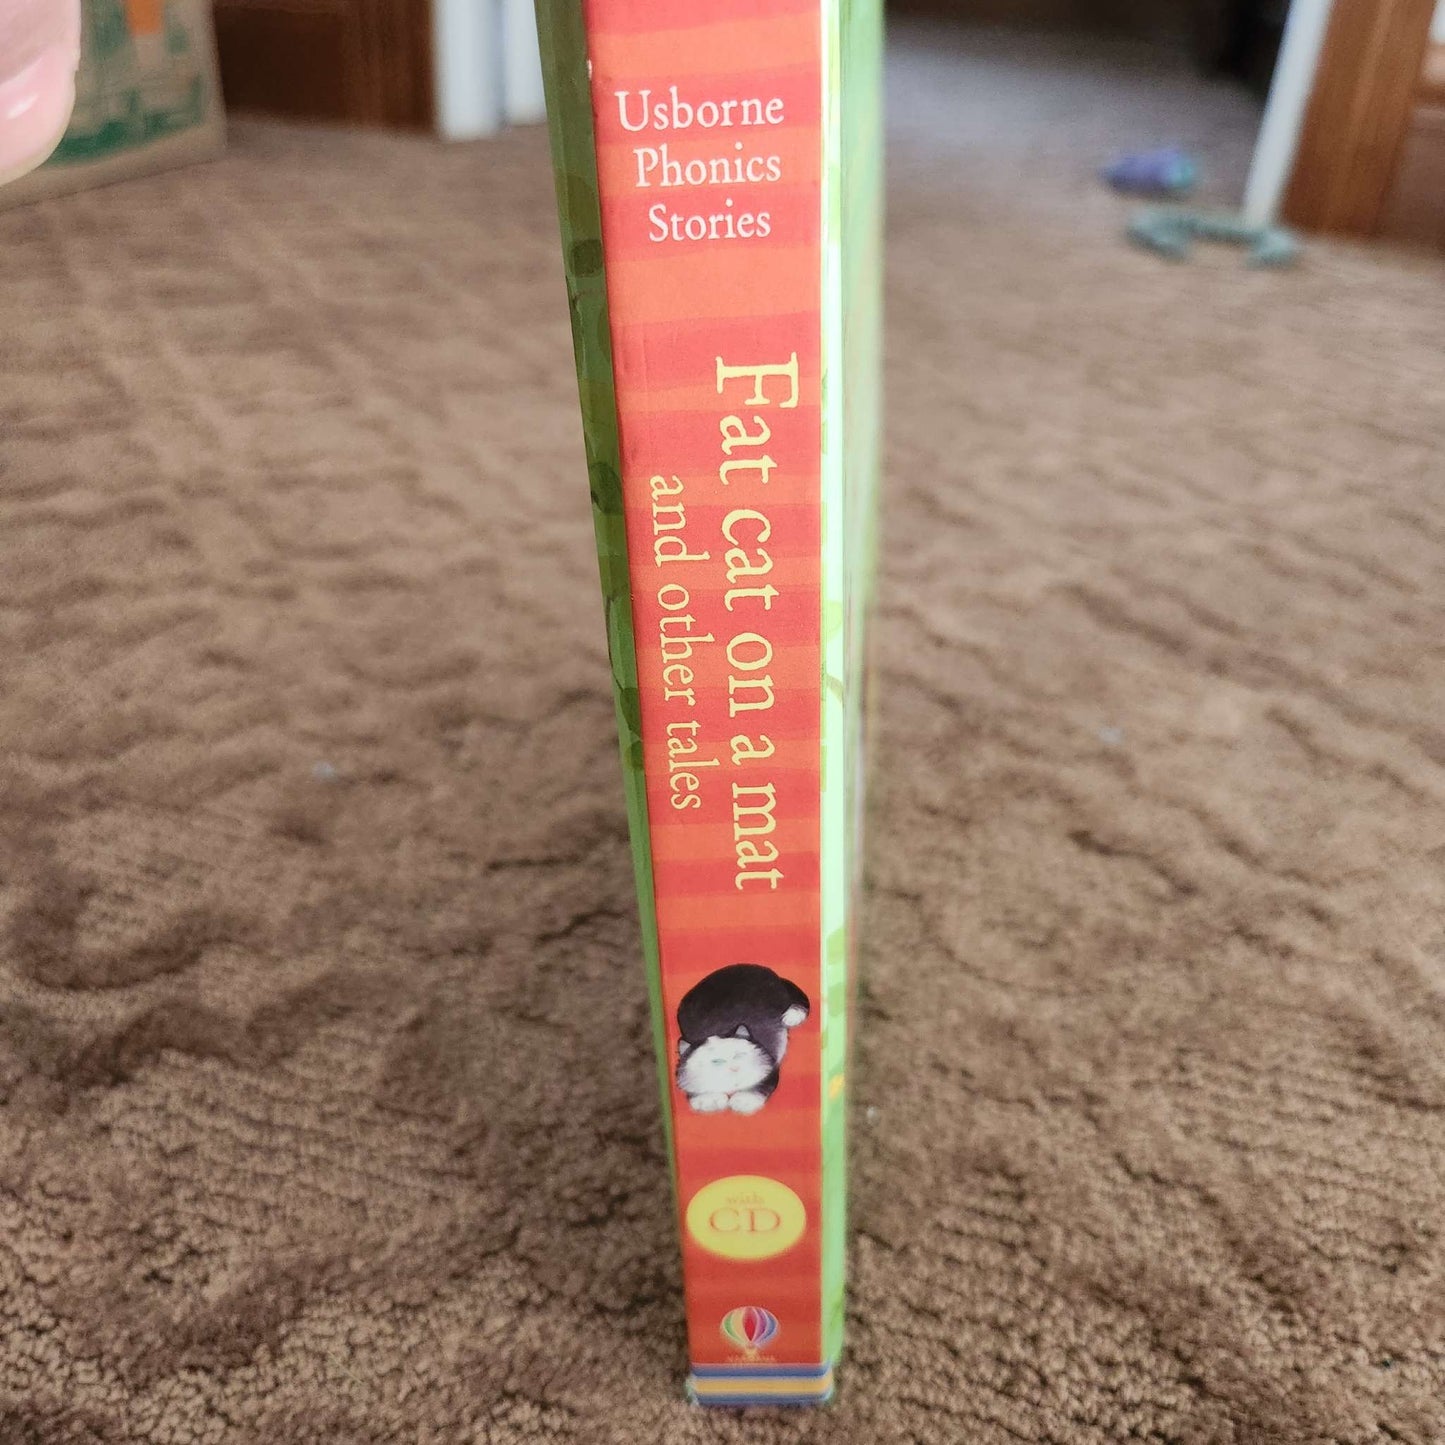 Usborne
Phonics
Stories
Fat cat on a mat
and other tales
with
CD